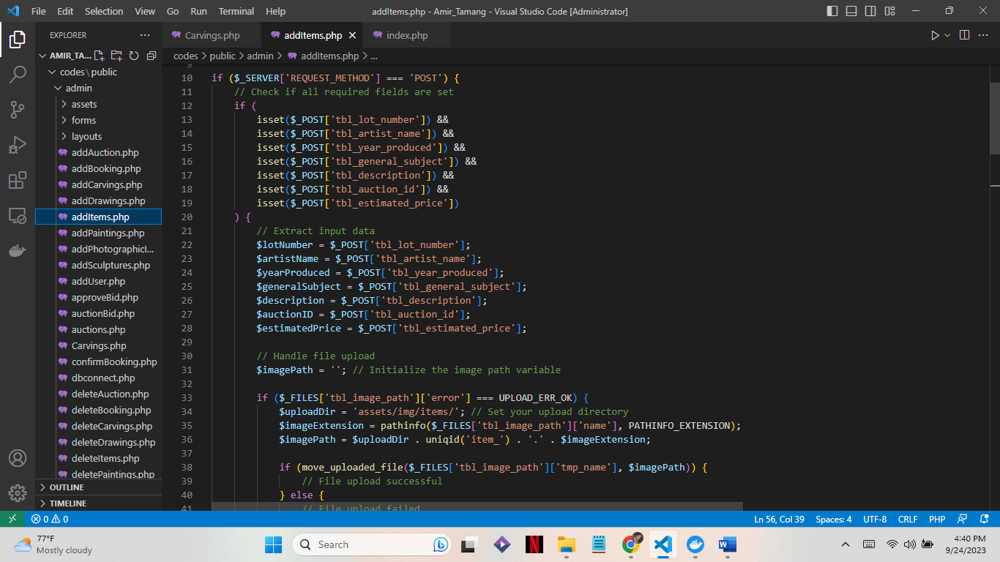 File Edit Selection View Go Run Terminal Help addItems.php - Amir_Tamang - Visual Studio Code [Administrator]
EXPLORER ···
Carvings.php addItems.php index.php
AMIR_TA...
codes > public > admin > addItems.php > ...
codes\public
admin
assets
forms
layouts
addAuction.php
addBooking.php
addCarvings.php
addDrawings.php
addItems.php
addPaintings.php
addPhotographicI...
addSculptures.php
addUser.php
approveBid.php
auctionBid.php
auctions.php
Carvings.php
confirmBooking.php
dbconnect.php
deleteAuction.php
deleteBooking.php
deleteCarvings.php
deleteDrawings.php
deleteItems.php
deletePaintings.php
OUTLINE
TIMELINE
9
10 if ($_SERVER['REQUEST_METHOD'] === 'POST') {
11 // Check if all required fields are set
12 if (
13 isset($_POST['tbl_lot_number']) &&
14 isset($_POST['tbl_artist_name']) &&
15 isset($_POST['tbl_year_produced']) &&
16 isset($_POST['tbl_general_subject']) &&
17 isset($_POST['tbl_description']) &&
18 isset($_POST['tbl_auction_id']) &&
19 isset($_POST['tbl_estimated_price'])
20 ) {
21 // Extract input data
22 $lotNumber = $_POST['tbl_lot_number'];
23 $artistName = $_POST['tbl_artist_name'];
24 $yearProduced = $_POST['tbl_year_produced'];
25 $generalSubject = $_POST['tbl_general_subject'];
26 $description = $_POST['tbl_description'];
27 $auctionID = $_POST['tbl_auction_id'];
28 $estimatedPrice = $_POST['tbl_estimated_price'];
29
30 // Handle file upload
31 $imagePath = ''; // Initialize the image path variable
32
33 if ($_FILES['tbl_image_path']['error'] === UPLOAD_ERR_OK) {
34 $uploadDir = 'assets/img/items/'; // Set your upload directory
35 $imageExtension = pathinfo($_FILES['tbl_image_path']['name'], PATHINFO_EXTENSION);
36 $imagePath = $uploadDir . uniqid('item_') . '.' . $imageExtension;
37
38 if (move_uploaded_file($_FILES['tbl_image_path']['tmp_name'], $imagePath)) {
39 // File upload successful
40 } else {
41 // File upload failed
0 0 Ln 56, Col 39 Spaces: 4 UTF-8 CRLF PHP
77°F
Mostly cloudy
Search
4:40 PM
9/24/2023